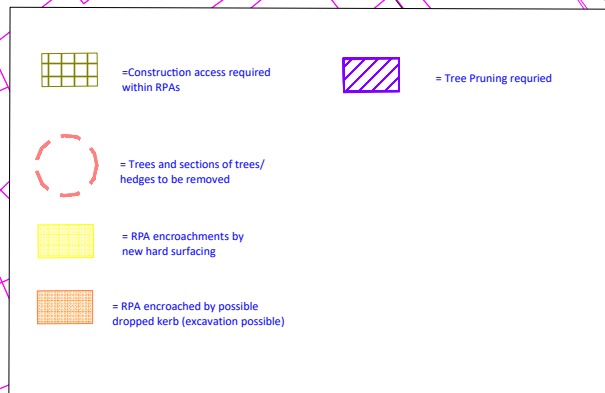 =Construction access required
within RPAs
= Tree Pruning requried
= Trees and sections of trees/
hedges to be removed
= RPA encroachments by
new hard surfacing
= RPA encroached by possible
dropped kerb (excavation possible)